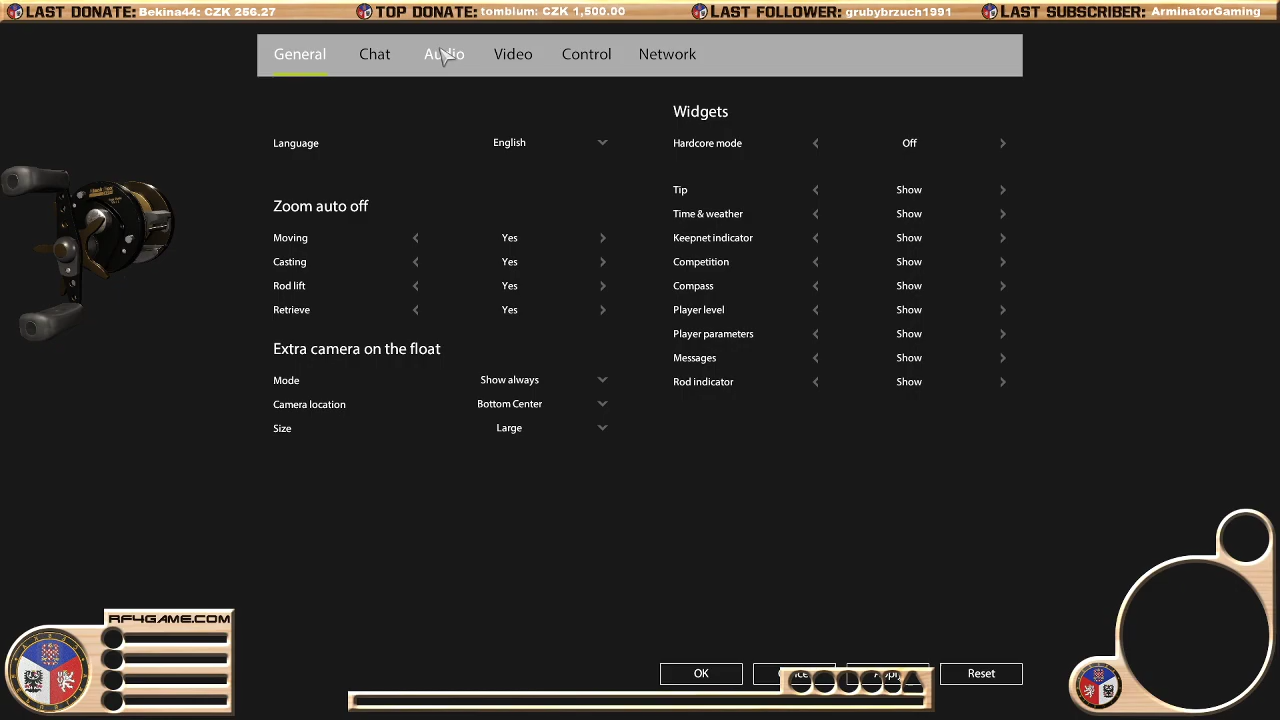 LAST DONATE: Bekina44: CZK 256.27 TOP DONATE: tomblum: CZK 1,500.00 LAST FOLLOWER: grubybrzuch1991 LAST SUBSCRIBER: ArminatorGaming
General Chat Audio Video Control Network
Widgets
Language English
Hardcore mode Off
Zoom auto off
Moving Yes
Casting Yes
Rod lift Yes
Retrieve Yes
Extra camera on the float
Mode Show always
Camera location Bottom Center
Size Large
Tip Show
Time & weather Show
Keepnet indicator Show
Competition Show
Compass Show
Player level Show
Player parameters Show
Messages Show
Rod indicator Show
RF4GAME.COM
OK Reset